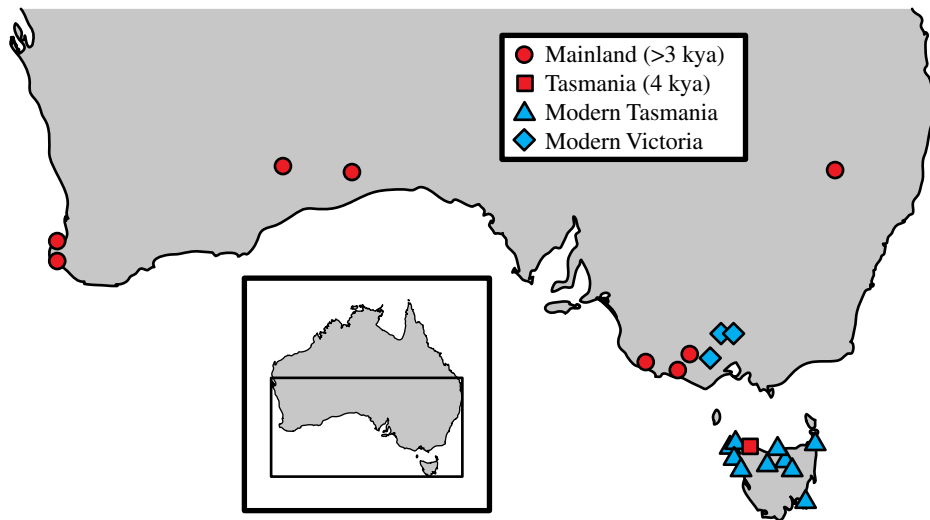 Mainland (>3 kya)
Tasmania (4 kya)
Modern Tasmania
Modern Victoria